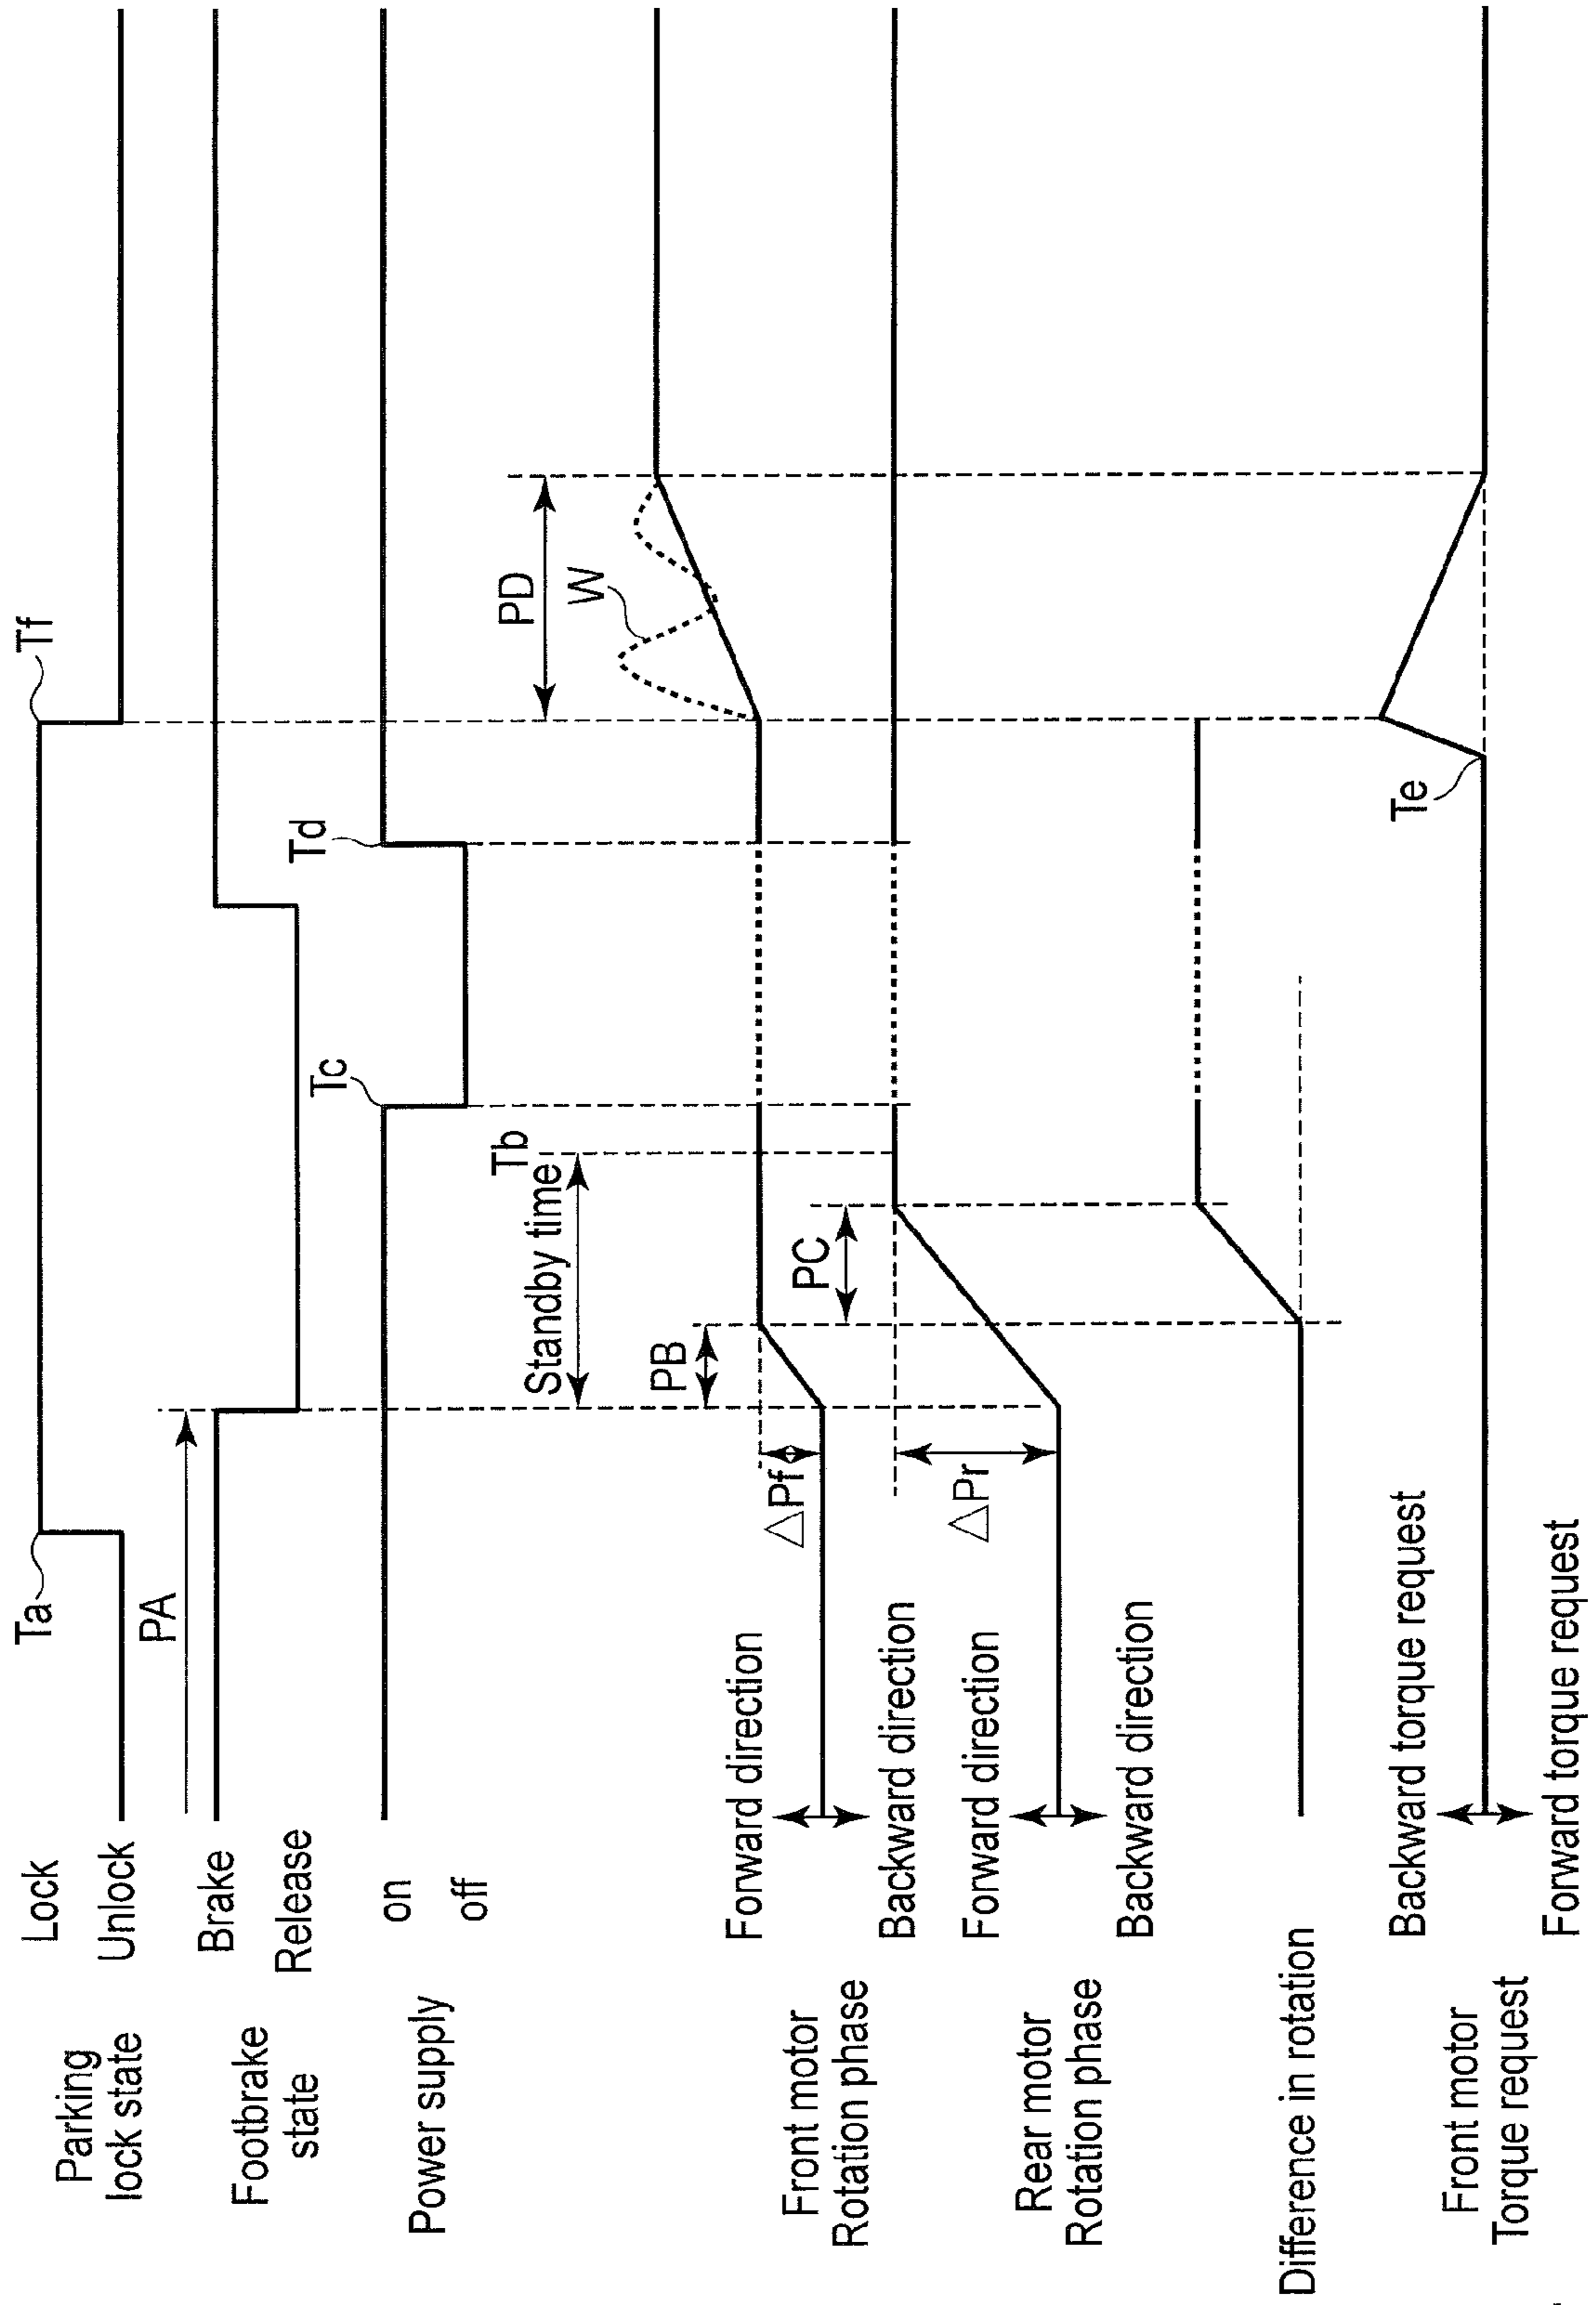 Parking
lock state
Lock
Unlock
Ta
Tf
PA
Footbrake
state
Brake
Release
Power supply
on
off
Tc
Td
Standby time
Tb
PD
W
PB
Front motor
Rotation phase
Forward direction
Backward direction
△Pf
PC
Rear motor
Rotation phase
Forward direction
Backward direction
△Pr
Difference in rotation
Front motor
Torque request
Backward torque request
Forward torque request
Te